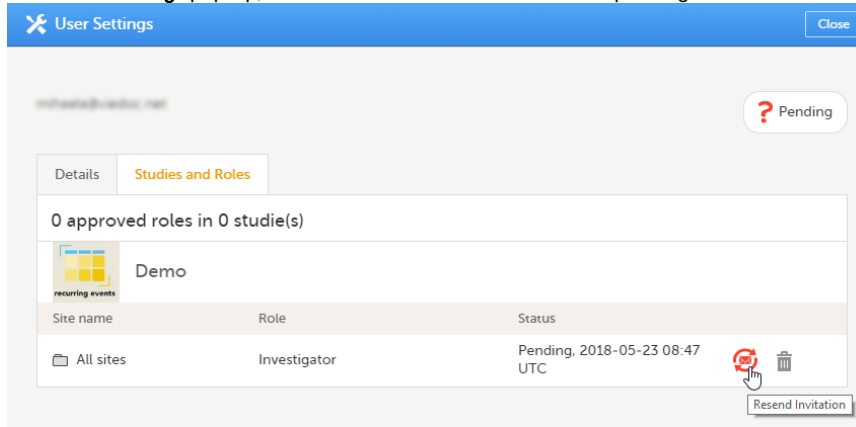 User Settings
Close
Pending
Details
Studies and Roles
0 approved roles in 0 studie(s)
recurring events
Demo
Site name
Role
Status
All sites
Investigator
Pending, 2018-05-23 08:47
UTC
Resend Invitation